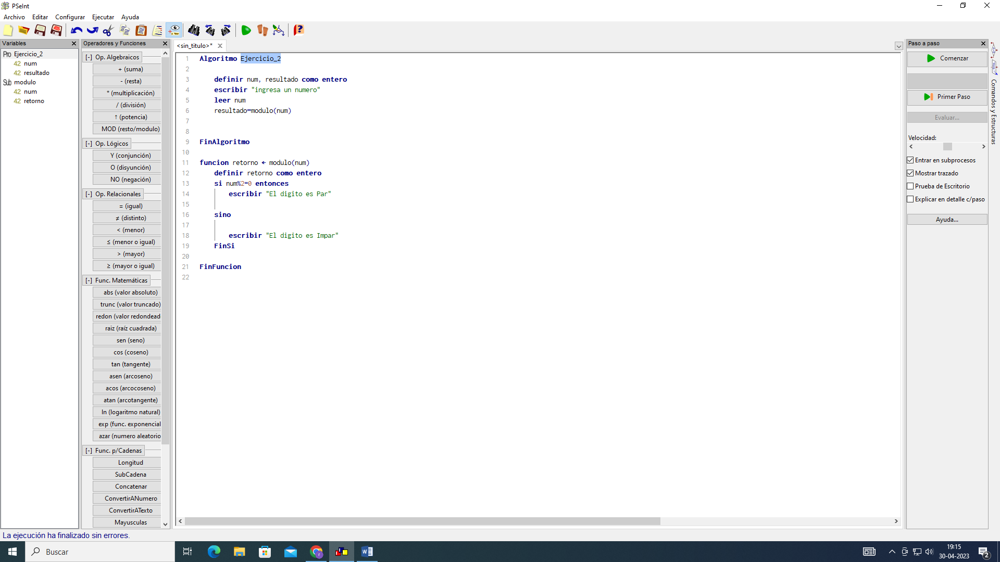 PSeInt
Archivo Editar Configurar Ejecutar Ayuda
Variables
Pro Ejercicio_2
42 num
42 resultado
Sub modulo
42 num
42 retorno
Operadores y Funciones
[-] Op. Algebraicos
+ (suma)
- (resta)
* (multiplicación)
/ (división)
↑ (potencia)
MOD (resto/modulo)
[-] Op. Lógicos
Y (conjunción)
O (disyunción)
NO (negación)
[-] Op. Relacionales
= (igual)
≠ (distinto)
< (menor)
≤ (menor o igual)
> (mayor)
≥ (mayor o igual)
[-] Func. Matemáticas
abs (valor absoluto)
trunc (valor truncado)
redon (valor redondead
raiz (raíz cuadrada)
sen (seno)
cos (coseno)
tan (tangente)
asen (arcoseno)
acos (arcocoseno)
atan (arcotangente)
ln (logaritmo natural)
exp (func. exponencial
azar (numero aleatorio
[-] Func. p/Cadenas
Longitud
SubCadena
Concatenar
ConvertirANumero
ConvertirATexto
Mayusculas
<sin_titulo>*
1 Algoritmo Ejercicio_2
2
3 definir num, resultado como entero
4 escribir "ingresa un numero"
5 leer num
6 resultado=modulo(num)
7
8
9 FinAlgoritmo
10
11 funcion retorno ← modulo(num)
12 definir retorno como entero
13 si num%2=0 entonces
14 escribir "El digito es Par"
15
16 sino
17
18 escribir "El digito es Impar"
19 FinSi
20
21 FinFuncion
22
Paso a paso
Comenzar
Primer Paso
Evaluar...
Velocidad:
Entrar en subprocesos
Mostrar trazado
Prueba de Escritorio
Explicar en detalle c/paso
Ayuda...
Comandos y Estructuras
La ejecución ha finalizado sin errores.
Buscar
19:15
30-04-2023
2